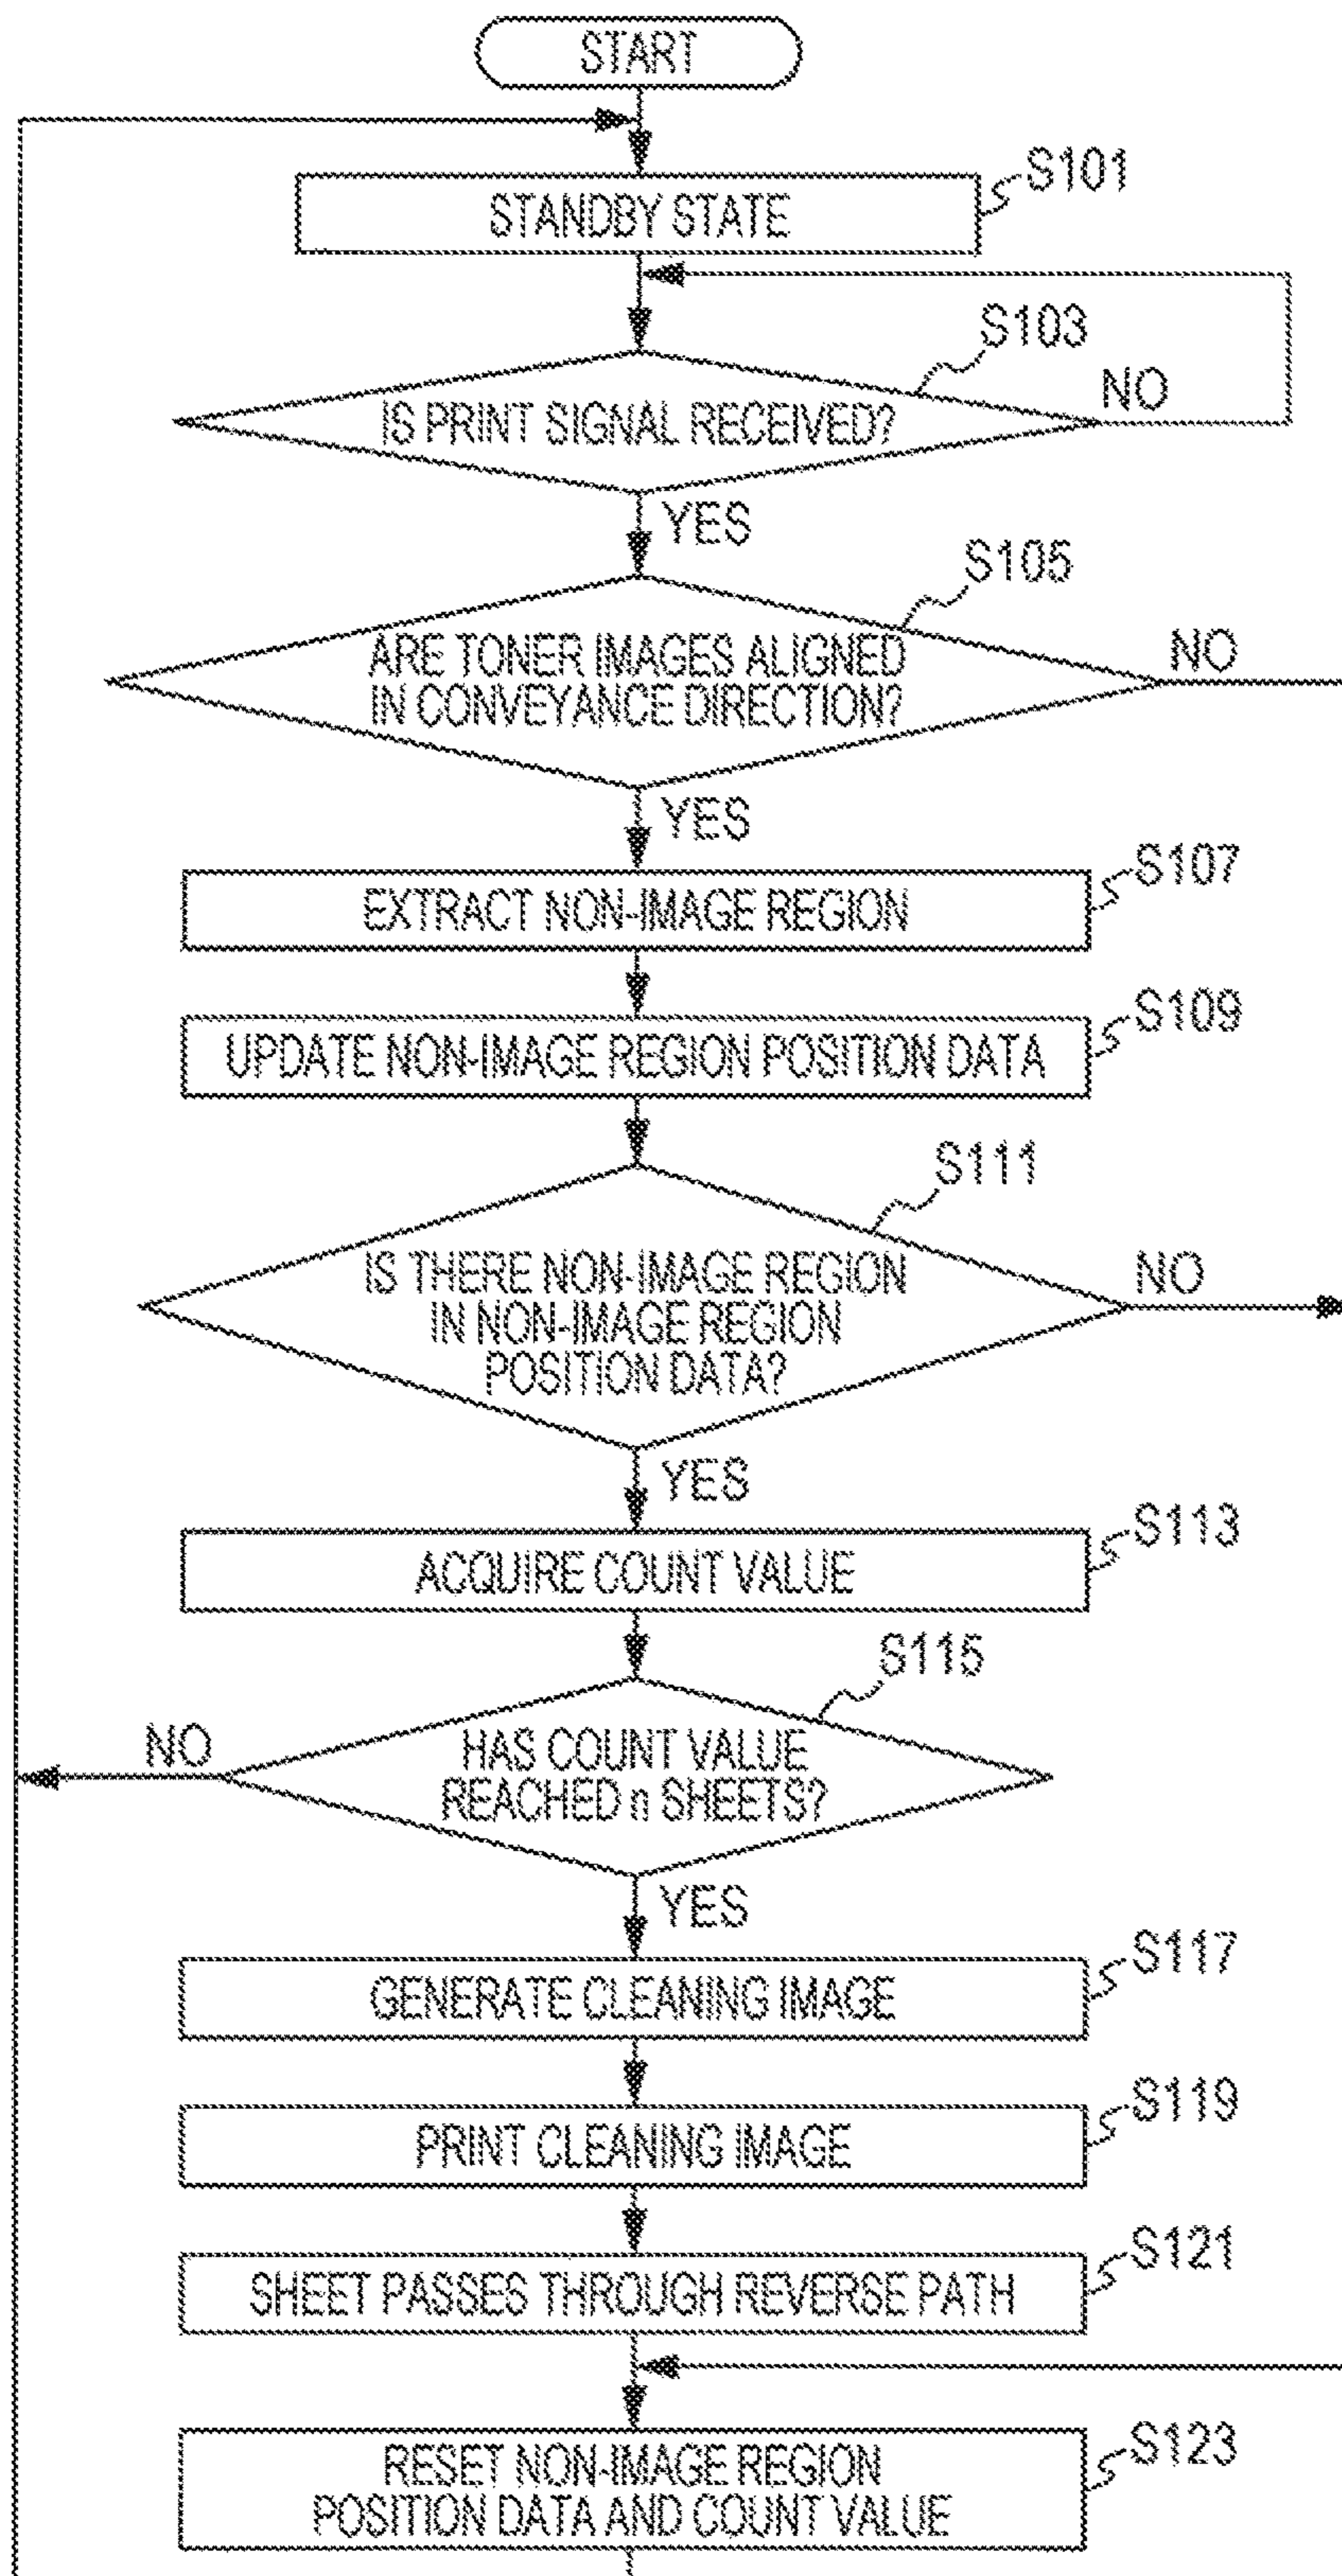 START
S101
STANDBY STATE
S103
IS PRINT SIGNAL RECEIVED?
NO
YES
S105
ARE TONER IMAGES ALIGNED
IN CONVEYANCE DIRECTION?
NO
YES
S107
EXTRACT NON-IMAGE REGION
S109
UPDATE NON-IMAGE REGION POSITION DATA
S111
IS THERE NON-IMAGE REGION
IN NON-IMAGE REGION
POSITION DATA?
NO
YES
S113
ACQUIRE COUNT VALUE
S115
HAS COUNT VALUE
REACHED n SHEETS?
NO
YES
S117
GENERATE CLEANING IMAGE
S119
PRINT CLEANING IMAGE
S121
SHEET PASSES THROUGH REVERSE PATH
S123
RESET NON-IMAGE REGION
POSITION DATA AND COUNT VALUE